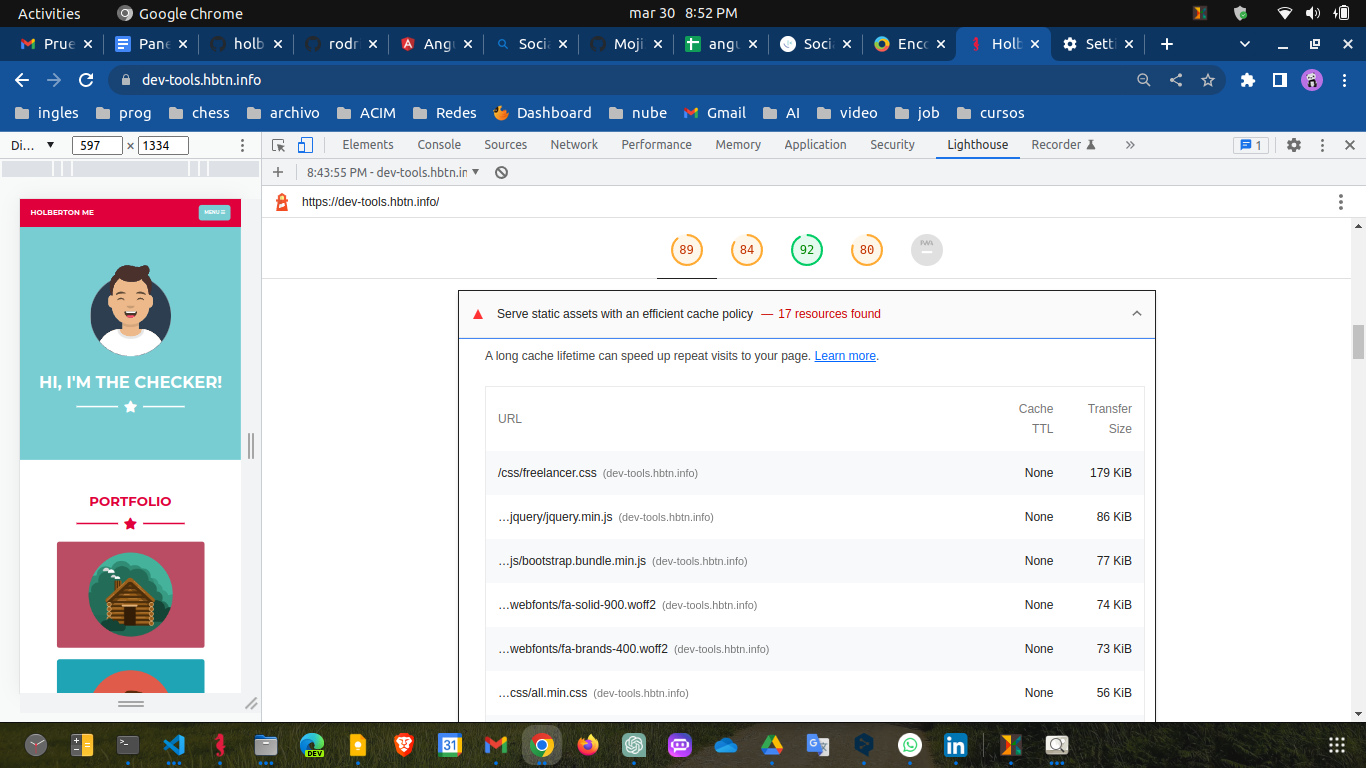 Activities
Google Chrome
mar 30 8:52 PM
Prue
Pane
holb
rodr
Angu
Socia
Moji
angu
Socia
Enco
Holb
Setti
dev-tools.hbtn.info
ingles
prog
chess
archivo
ACIM
Redes
Dashboard
nube
Gmail
AI
video
job
cursos
Di... ▼ 597 × 1334
Elements
Console
Sources
Network
Performance
Memory
Application
Security
Lighthouse
Recorder
1
8:43:55 PM - dev-tools.hbtn.in
https://dev-tools.hbtn.info/
89
84
92
80
PWA
HOLBERTON ME
MENU
HI, I'M THE CHECKER!
PORTFOLIO
Serve static assets with an efficient cache policy — 17 resources found
A long cache lifetime can speed up repeat visits to your page. Learn more.
URL
Cache TTL
Transfer Size
/css/freelancer.css (dev-tools.hbtn.info) None 179 KiB
…jquery/jquery.min.js (dev-tools.hbtn.info) None 86 KiB
…js/bootstrap.bundle.min.js (dev-tools.hbtn.info) None 77 KiB
…webfonts/fa-solid-900.woff2 (dev-tools.hbtn.info) None 74 KiB
…webfonts/fa-brands-400.woff2 (dev-tools.hbtn.info) None 73 KiB
…css/all.min.css (dev-tools.hbtn.info) None 56 KiB
DEV
31